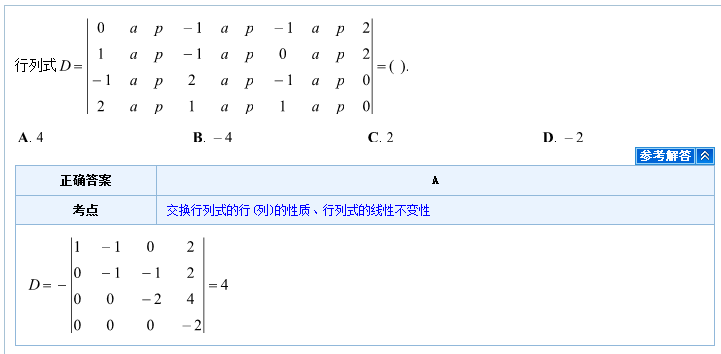 0 a p −1 a p −1 a p 2
1 a p −1 a p 0 a p 2
行列式 D= =( ).
−1 a p 2 a p −1 a p 0
2 a p 1 a p 1 a p 0
A. 4 B. −4 C. 2 D. −2
参考解答
正确答案 A
考点 交换行列式的行(列)的性质、行列式的线性不变性
1 −1 0 2
0 −1 −1 2
D= − =4
0 0 −2 4
0 0 0 −2